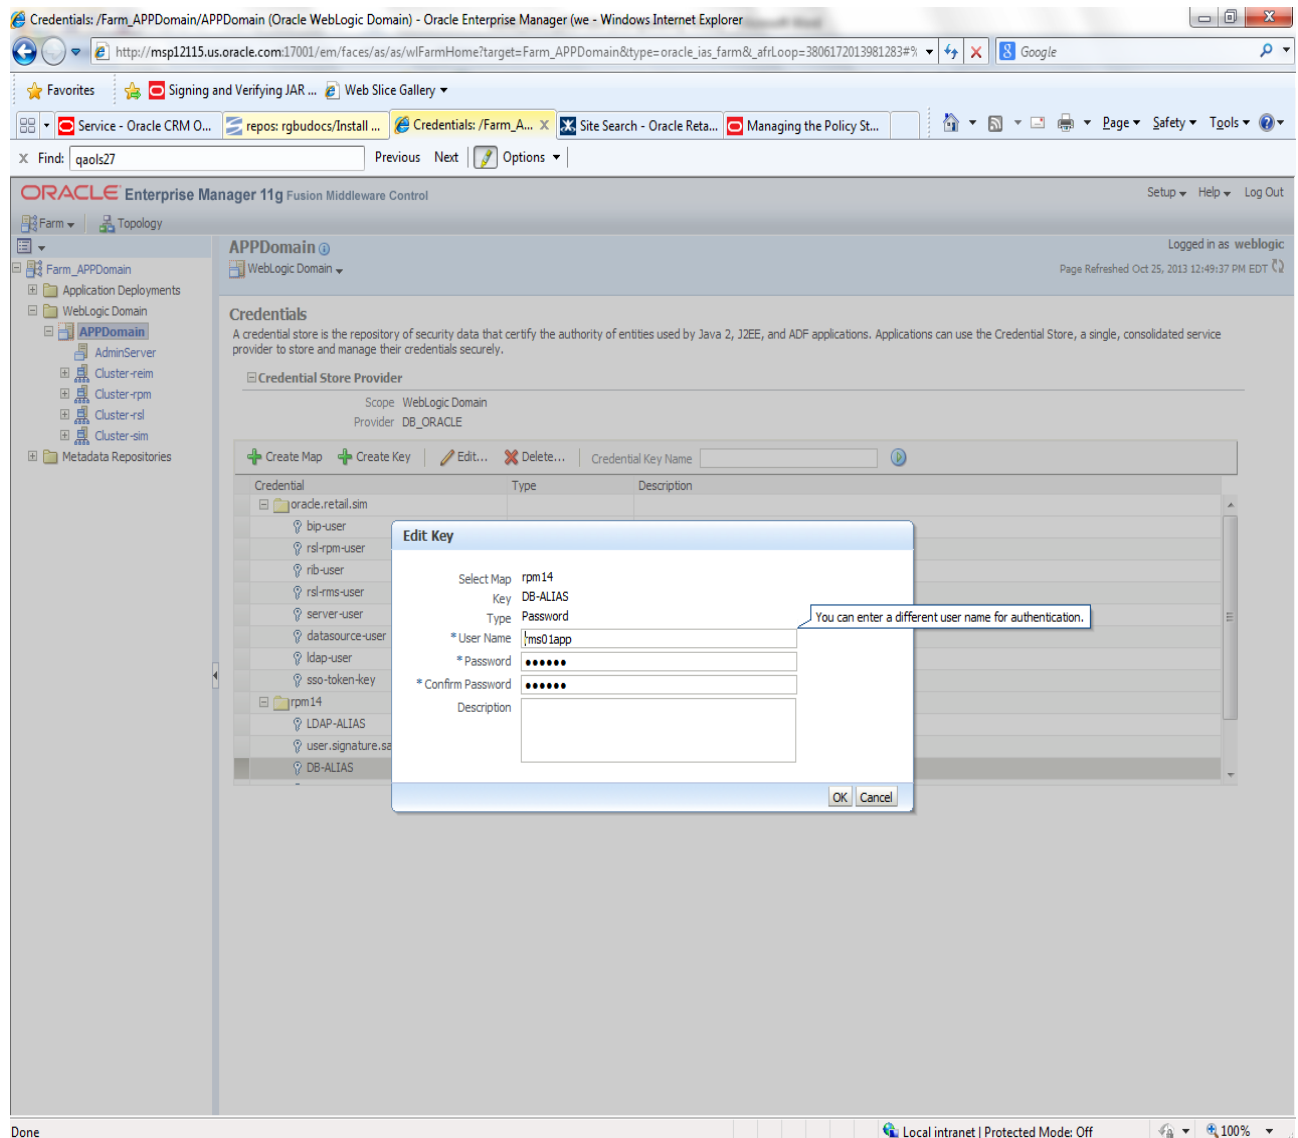 Credentials: /Farm_APPDomain/APPDomain (Oracle WebLogic Domain) - Oracle Enterprise Manager (we - Windows Internet Explorer
http://msp12115.us.oracle.com:17001/em/faces/as/as/wlFarmHome?target=Farm_APPDomain&type=oracle_ias_farm&_afrLoop=3806172013981283#% Google
Favorites Signing and Verifying JAR ... Web Slice Gallery
Service - Oracle CRM O... repos: rgbudocs/Install ... Credentials: /Farm_A... X Site Search - Oracle Reta... Managing the Policy St... Page Safety Tools
X Find: qaols27 Previous Next Options
ORACLE Enterprise Manager 11g Fusion Middleware Control Setup Help Log Out
Farm Topology
APPDomain Logged in as weblogic
WebLogic Domain Page Refreshed Oct 25, 2013 12:49:37 PM EDT
Farm_APPDomain
Application Deployments
WebLogic Domain
APPDomain
AdminServer
Cluster-reim
Cluster-rpm
Cluster-rsl
Cluster-sim
Metadata Repositories
Credentials
A credential store is the repository of security data that certify the authority of entities used by Java 2, J2EE, and ADF applications. Applications can use the Credential Store, a single, consolidated service
provider to store and manage their credentials securely.
Credential Store Provider
Scope WebLogic Domain
Provider DB_ORACLE
Create Map Create Key Edit... Delete... Credential Key Name
Credential Type Description
oracle.retail.sim
bip-user
rsl-rpm-user
rib-user
rsl-rms-user
server-user
datasource-user
ldap-user
sso-token-key
rpm14
LDAP-ALIAS
user.signature.sa
DB-ALIAS
Edit Key
Select Map rpm14
Key DB-ALIAS
Type Password
You can enter a different user name for authentication.
* User Name rms01app
* Password ••••••
* Confirm Password ••••••
Description
OK Cancel
Done Local intranet | Protected Mode: Off 100%